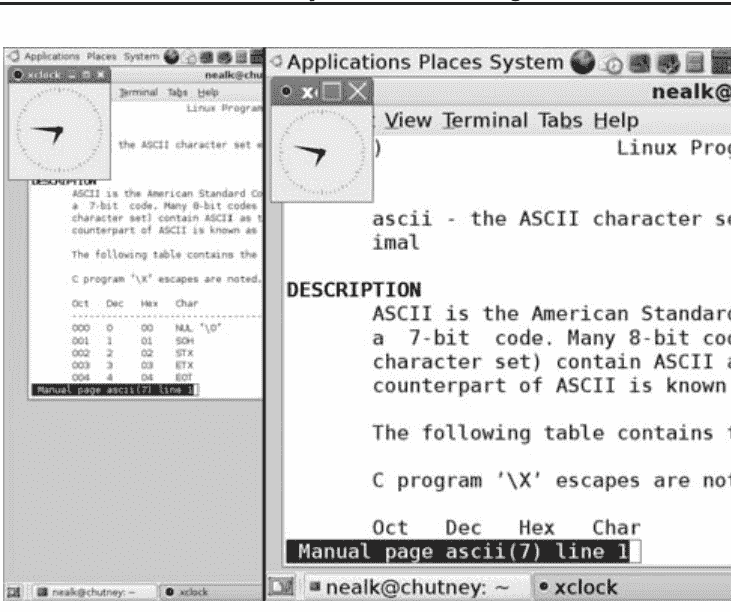 Applications Places System
xclock
nealk@chu
Terminal Tabs Help
Linux Program
the ASCII character set
DESCRIPTION
ASCII is the American Standard Co
a 7-bit code. Many 8-bit codes
character set) contain ASCII as t
counterpart of ASCII is known as
The following table contains the
C program '\X' escapes are noted.
Oct Dec Hex Char
000 0 00 NUL '\0'
001 1 01 SOH
002 2 02 STX
003 3 03 ETX
004 4 04 EOT
Manual page ascii(7) line 1
nealk@chutney: ~
xclock
Applications Places System
nealk@
View Terminal Tabs Help
) Linux Prog
ascii - the ASCII character se
imal
DESCRIPTION
ASCII is the American Standard
a 7-bit code. Many 8-bit cod
character set) contain ASCII a
counterpart of ASCII is known
The following table contains t
C program '\X' escapes are not
Oct Dec Hex Char
Manual page ascii(7) line 1
nealk@chutney: ~
xclock